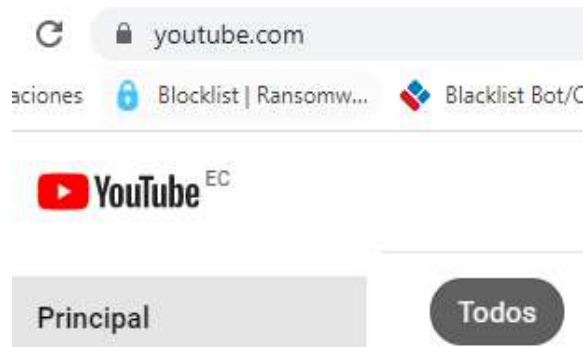 youtube.com
aciones Blocklist | Ransomw... Blacklist Bot/C
YouTube EC
Principal Todos